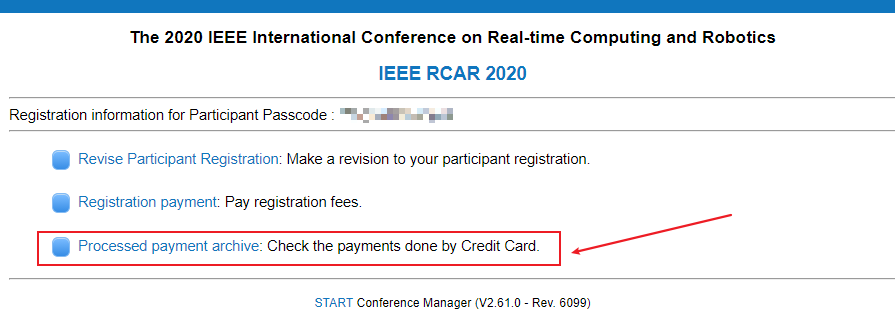 The 2020 IEEE International Conference on Real-time Computing and Robotics
IEEE RCAR 2020
Registration information for Participant Passcode :
Revise Participant Registration: Make a revision to your participant registration.
Registration payment: Pay registration fees.
Processed payment archive: Check the payments done by Credit Card.
START Conference Manager (V2.61.0 - Rev. 6099)